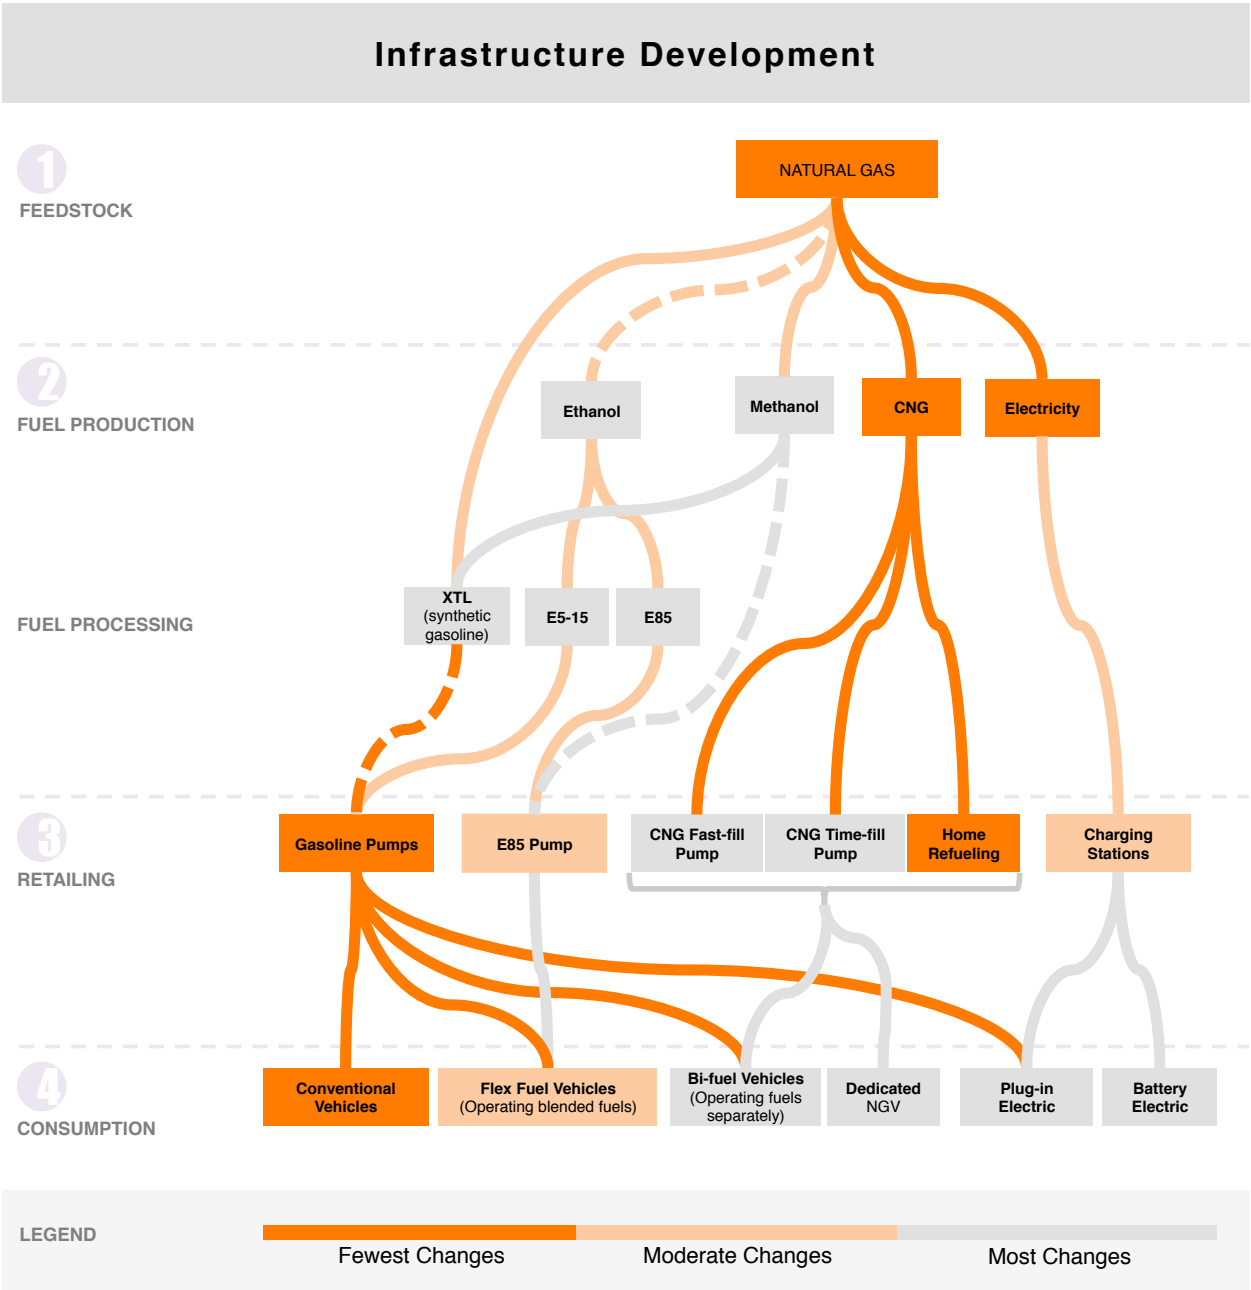 Infrastructure Development
1
FEEDSTOCK
NATURAL GAS
2
FUEL PRODUCTION
Ethanol
Methanol
CNG
Electricity
FUEL PROCESSING
XTL
(synthetic
gasoline)
E5-15
E85
3
RETAILING
Gasoline Pumps
E85 Pump
CNG Fast-fill
Pump
CNG Time-fill
Pump
Home
Refueling
Charging
Stations
4
CONSUMPTION
Conventional
Vehicles
Flex Fuel Vehicles
(Operating blended fuels)
Bi-fuel Vehicles
(Operating fuels
separately)
Dedicated
NGV
Plug-in
Electric
Battery
Electric
LEGEND
Fewest Changes
Moderate Changes
Most Changes